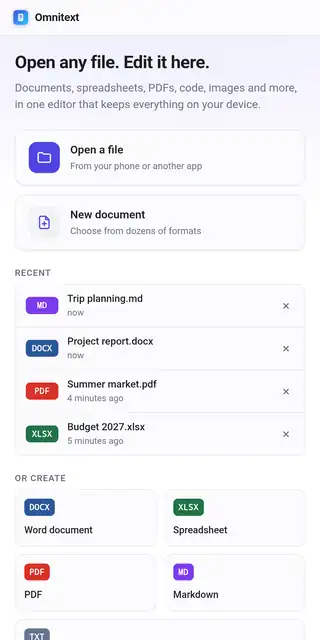 Omnitext
Open any file. Edit it here.
Documents, spreadsheets, PDFs, code, images and more,
in one editor that keeps everything on your device.
Open a file
From your phone or another app
New document
Choose from dozens of formats
RECENT
MD
Trip planning.md
now
×
DOCX
Project report.docx
now
×
PDF
Summer market.pdf
4 minutes ago
×
XLSX
Budget 2027.xlsx
5 minutes ago
×
OR CREATE
DOCX
Word document
XLSX
Spreadsheet
PDF
PDF
MD
Markdown
TXT